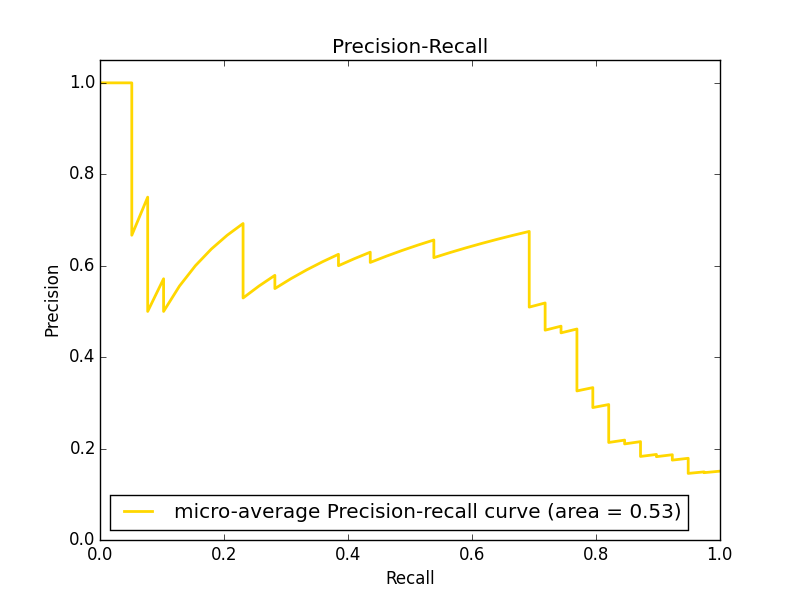 Precision-Recall
1.0
0.8
0.6
0.4
0.2
0.0
Precision
micro-average Precision-recall curve (area = 0.53)
0.0 0.2 0.4 0.6 0.8 1.0
Recall